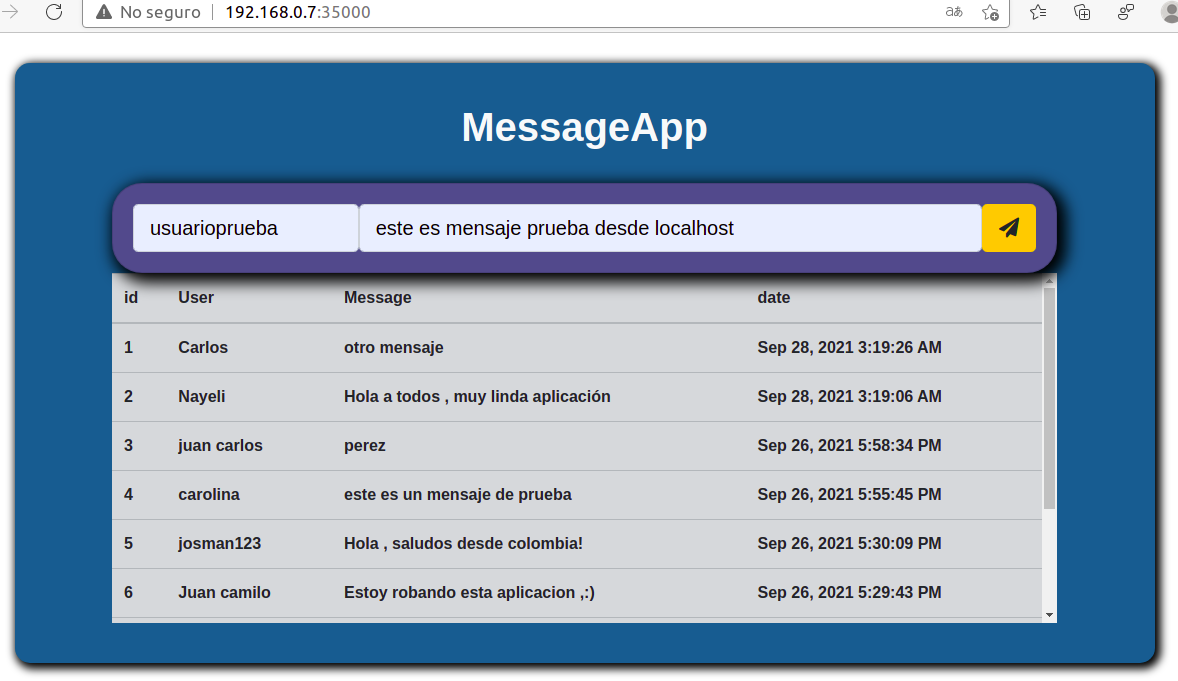 No seguro | 192.168.0.7:35000 aあ
MessageApp
usuarioprueba este es mensaje prueba desde localhost
id User Message date
1 Carlos otro mensaje Sep 28, 2021 3:19:26 AM
2 Nayeli Hola a todos , muy linda aplicación Sep 28, 2021 3:19:06 AM
3 juan carlos perez Sep 26, 2021 5:58:34 PM
4 carolina este es un mensaje de prueba Sep 26, 2021 5:55:45 PM
5 josman123 Hola , saludos desde colombia! Sep 26, 2021 5:30:09 PM
6 Juan camilo Estoy robando esta aplicacion ,:) Sep 26, 2021 5:29:43 PM